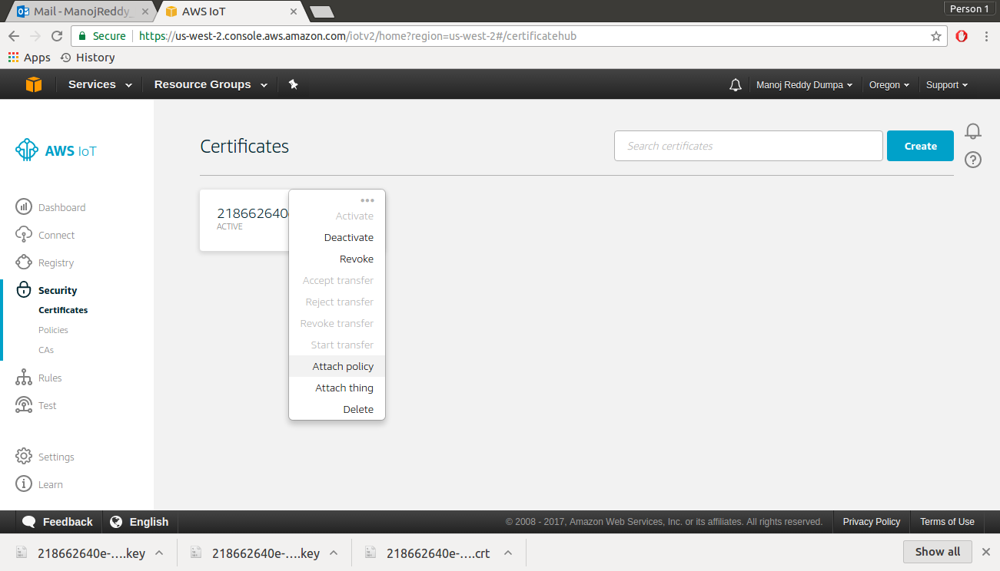 Mail - ManojReddy_
AWS IoT
Person 1
Secure
https://us-west-2.console.aws.amazon.com/iotv2/home?region=us-west-2#/certificatehub
Apps
History
Services
Resource Groups
Manoj Reddy Dumpa
Oregon
Support
AWS IoT
Certificates
Search certificates
Create
Dashboard
Connect
Registry
Security
Certificates
Policies
CAs
Rules
Test
Settings
Learn
218662640
ACTIVE
Activate
Deactivate
Revoke
Accept transfer
Reject transfer
Revoke transfer
Start transfer
Attach policy
Attach thing
Delete
Feedback
English
© 2008 - 2017, Amazon Web Services, Inc. or its affiliates. All rights reserved.
Privacy Policy
Terms of Use
218662640e-....key
218662640e-....key
218662640e-....crt
Show all